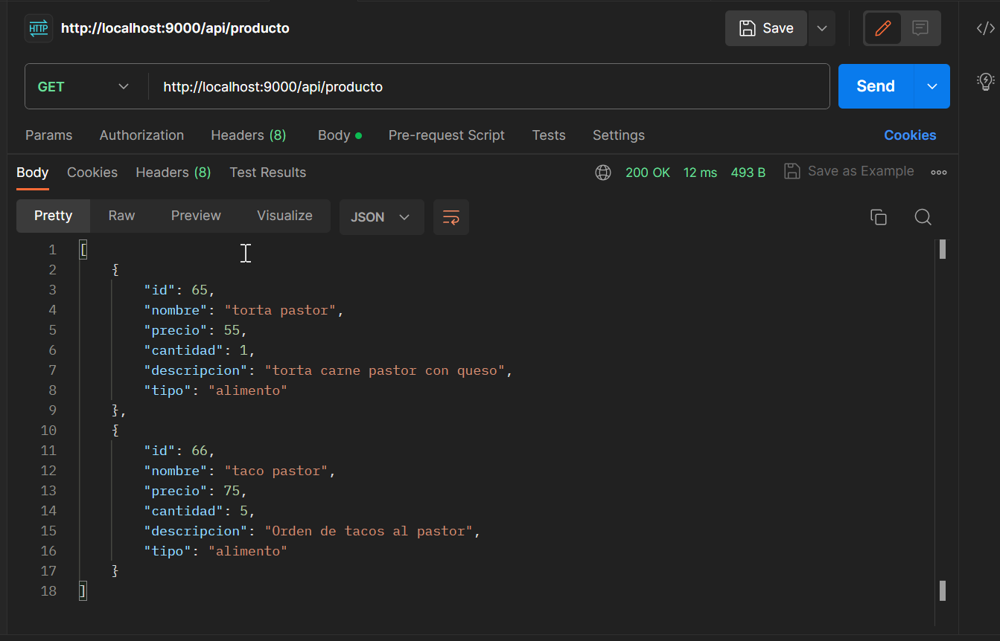 HTTP http://localhost:9000/api/producto Save
GET http://localhost:9000/api/producto Send
Params Authorization Headers (8) Body Pre-request Script Tests Settings Cookies
Body Cookies Headers (8) Test Results 200 OK 12 ms 493 B Save as Example
Pretty Raw Preview Visualize JSON
1 [
2 {
3 "id": 65,
4 "nombre": "torta pastor",
5 "precio": 55,
6 "cantidad": 1,
7 "descripcion": "torta carne pastor con queso",
8 "tipo": "alimento"
9 },
10 {
11 "id": 66,
12 "nombre": "taco pastor",
13 "precio": 75,
14 "cantidad": 5,
15 "descripcion": "Orden de tacos al pastor",
16 "tipo": "alimento"
17 }
18 ]